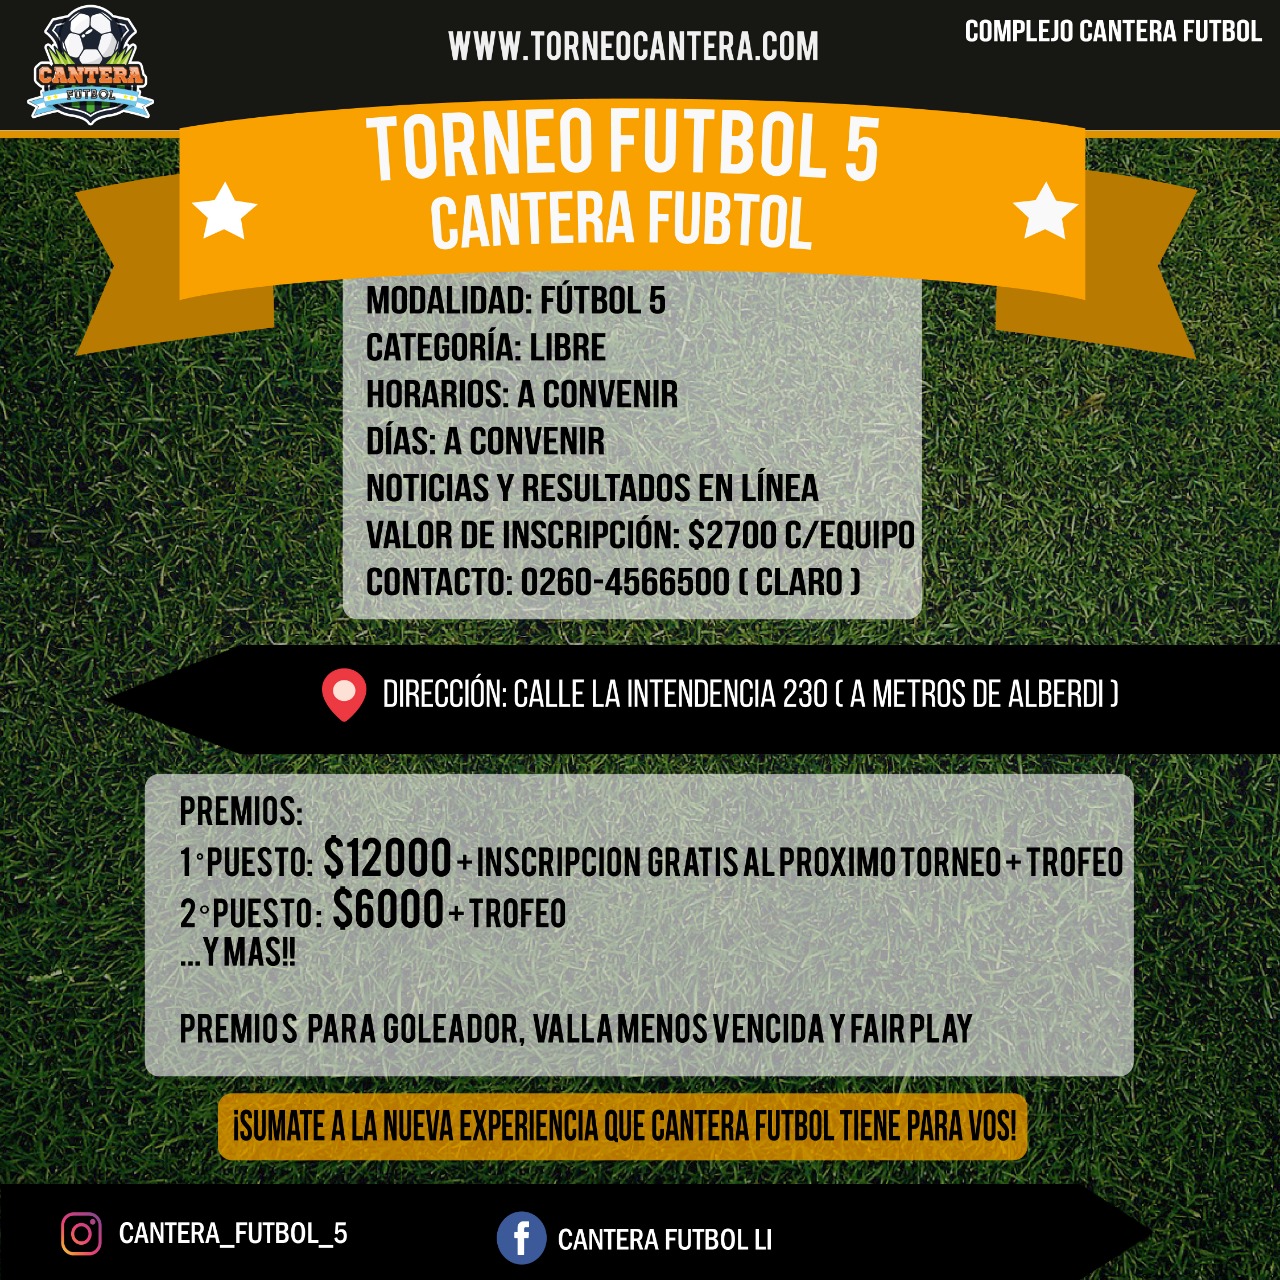 CANTERA
FUTBOL
WWW.TORNEOCANTERA.COM
COMPLEJO CANTERA FUTBOL
TORNEO FUTBOL 5
CANTERA FUBTOL
MODALIDAD: FÚTBOL 5
CATEGORÍA: LIBRE
HORARIOS: A CONVENIR
DÍAS: A CONVENIR
NOTICIAS Y RESULTADOS EN LÍNEA
VALOR DE INSCRIPCIÓN: $2700 C/EQUIPO
CONTACTO: 0260-4566500 ( CLARO )
DIRECCIÓN: CALLE LA INTENDENCIA 230 ( A METROS DE ALBERDI )
PREMIOS:
1°PUESTO: $12000 + INSCRIPCION GRATIS AL PROXIMO TORNEO + TROFEO
2°PUESTO: $6000 + TROFEO
...Y MAS!!
PREMIOS PARA GOLEADOR, VALLA MENOS VENCIDA Y FAIR PLAY
¡SUMATE A LA NUEVA EXPERIENCIA QUE CANTERA FUTBOL TIENE PARA VOS!
CANTERA_FUTBOL_5
CANTERA FUTBOL LI